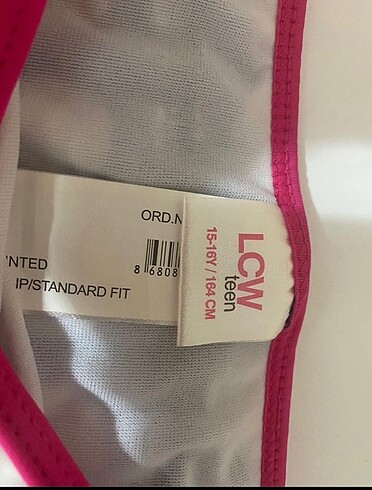 LCW
teen
15-16Y / 164 CM
ORD.N
8 6808
NTED
IP/STANDARD FIT